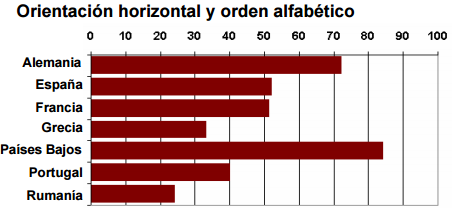 Orientación horizontal y orden alfabético
0 10 20 30 40 50 60 70 80 90 100
Alemania
España
Francia
Grecia
Países Bajos
Portugal
Rumanía